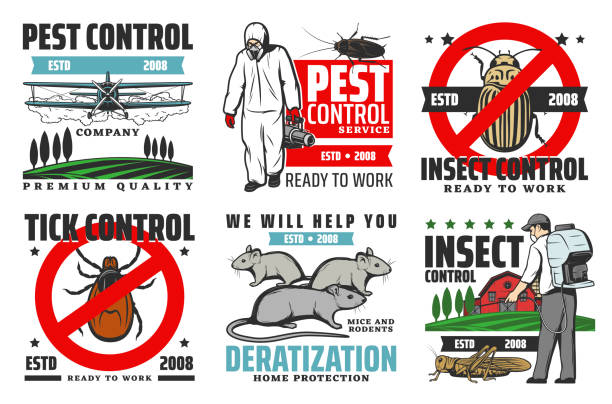 PEST CONTROL
ESTD 2008
COMPANY
PREMIUM QUALITY
PEST
CONTROL
SERVICE
ESTD • 2008
READY TO WORK
ESTD 2008
INSECT CONTROL
READY TO WORK
TICK CONTROL
ESTD 2008
READY TO WORK
WE WILL HELP YOU
ESTD • 2008
MICE AND
RODENTS
DERATIZATION
HOME PROTECTION
INSECT
CONTROL
ESTD 2008